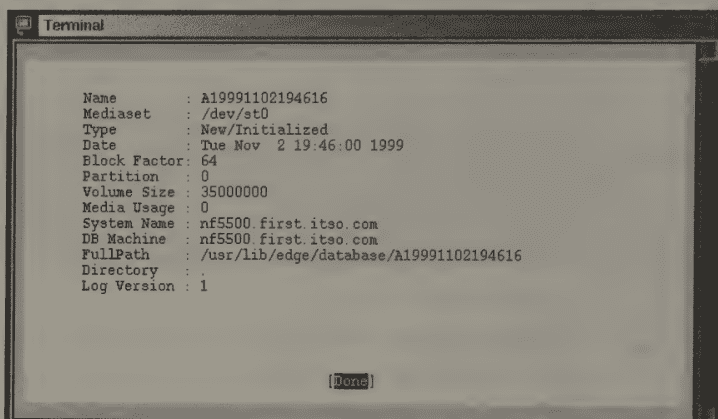 Terminal
Name : A19991102194616
Mediaset : /dev/st0
Type : New/Initialized
Date : Tue Nov 2 19:46:00 1999
Block Factor: 64
Partition : 0
Volume Size : 35000000
Media Usage : 0
System Name : nf5500.first.itso.com
DB Machine : nf5500.first.itso.com
FullPath : /usr/lib/edge/database/A19991102194616
Directory : .
Log Version : 1
[Done]